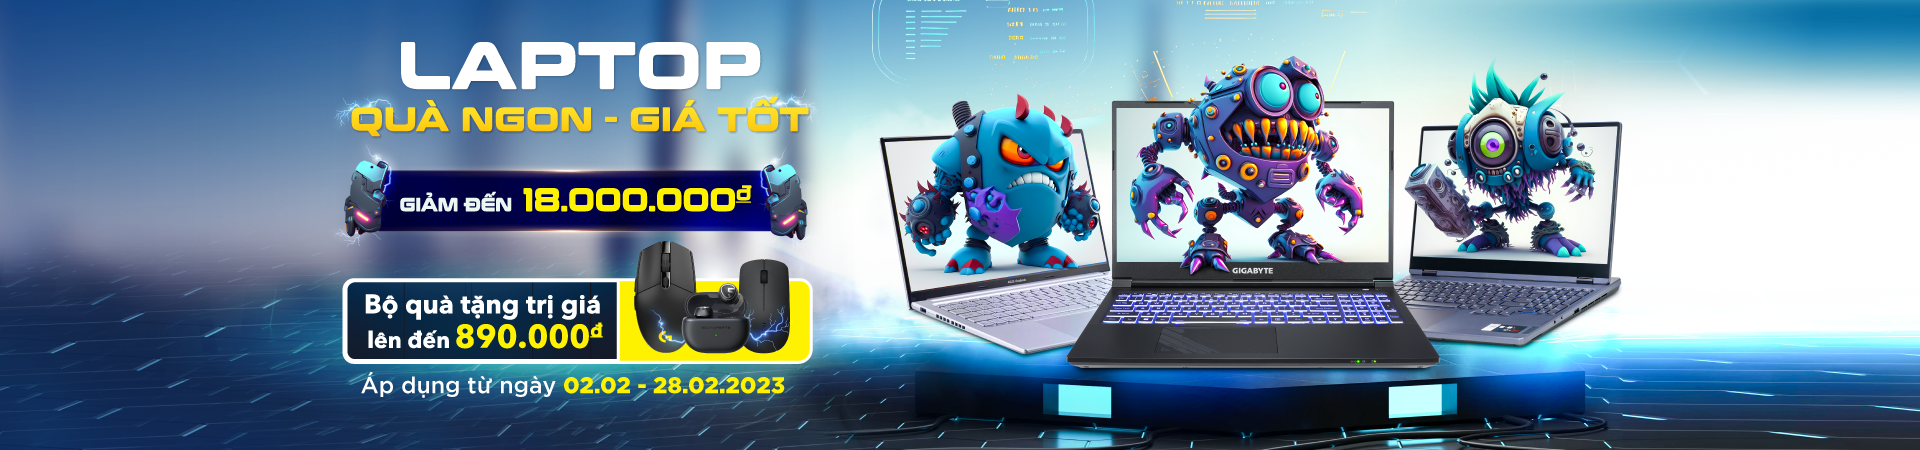 LAPTOP
QUÀ NGON - GIÁ TỐT
GIẢM ĐẾN 18.000.000đ
Bộ quà tặng trị giá
lên đến 890.000đ
Áp dụng từ ngày 02.02 - 28.02.2023
GIGABYTE